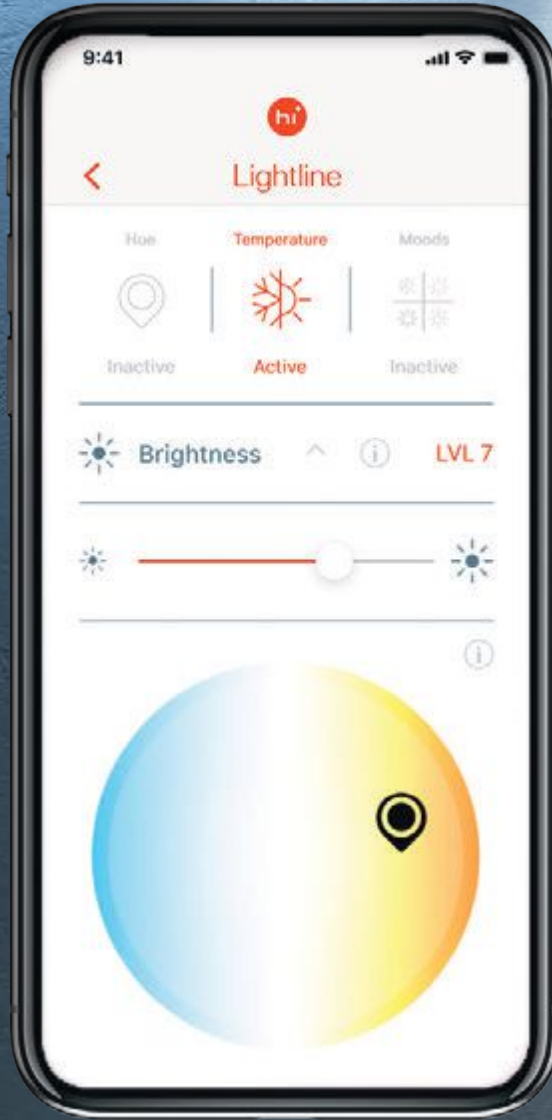 9:41
hi+
Lightline
Hue Temperature Moods
Inactive Active Inactive
Brightness LVL 7